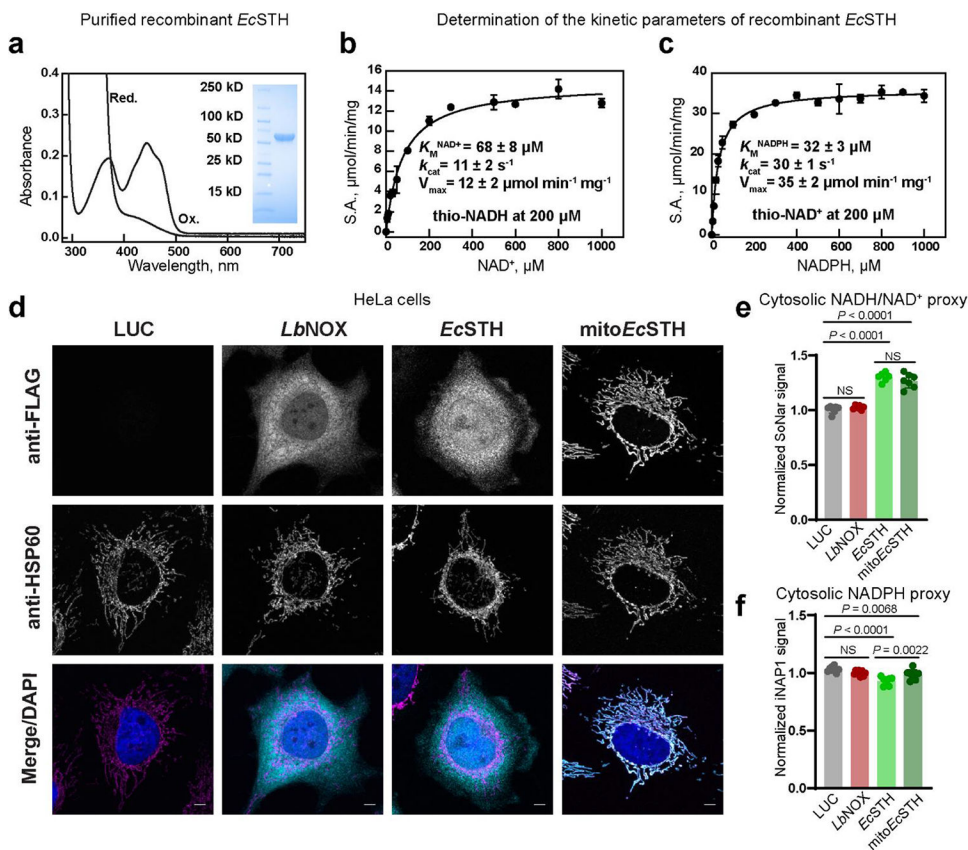 Purified recombinant EcSTH
Determination of the kinetic parameters of recombinant EcSTH
a
0.4
0.3
0.2
0.1
0.0
Absorbance
Red.
Ox.
250 kD
100 kD
50 kD
25 kD
15 kD
300 400 500 600 700
Wavelength, nm
b
16
14
12
10
8
6
4
2
0
S.A., µmol/min/mg
K_M^NAD+ = 68 ± 8 µM
k_cat = 11 ± 2 s⁻¹
V_max = 12 ± 2 µmol min⁻¹ mg⁻¹
thio-NADH at 200 µM
0 200 400 600 800 1000
NAD⁺, µM
c
40
30
20
10
0
S.A., µmol/min/mg
K_M^NADPH = 32 ± 3 µM
k_cat = 30 ± 1 s⁻¹
V_max = 35 ± 2 µmol min⁻¹ mg⁻¹
thio-NAD⁺ at 200 µM
0 200 400 600 800 1000
NADPH, µM
d
HeLa cells
LUC
LbNOX
EcSTH
mitoEcSTH
anti-FLAG
anti-HSP60
Merge/DAPI
e
Cytosolic NADH/NAD⁺ proxy
P < 0.0001
P < 0.0001
NS
NS
1.5
1.0
0.5
0.0
Normalized SoNar signal
LUC
LbNOX
EcSTH
mitoEcSTH
f
Cytosolic NADPH proxy
P = 0.0068
P < 0.0001
NS
P = 0.0022
1.5
1.0
0.5
0.0
Normalized iNAP1 signal
LUC
LbNOX
EcSTH
mitoEcSTH